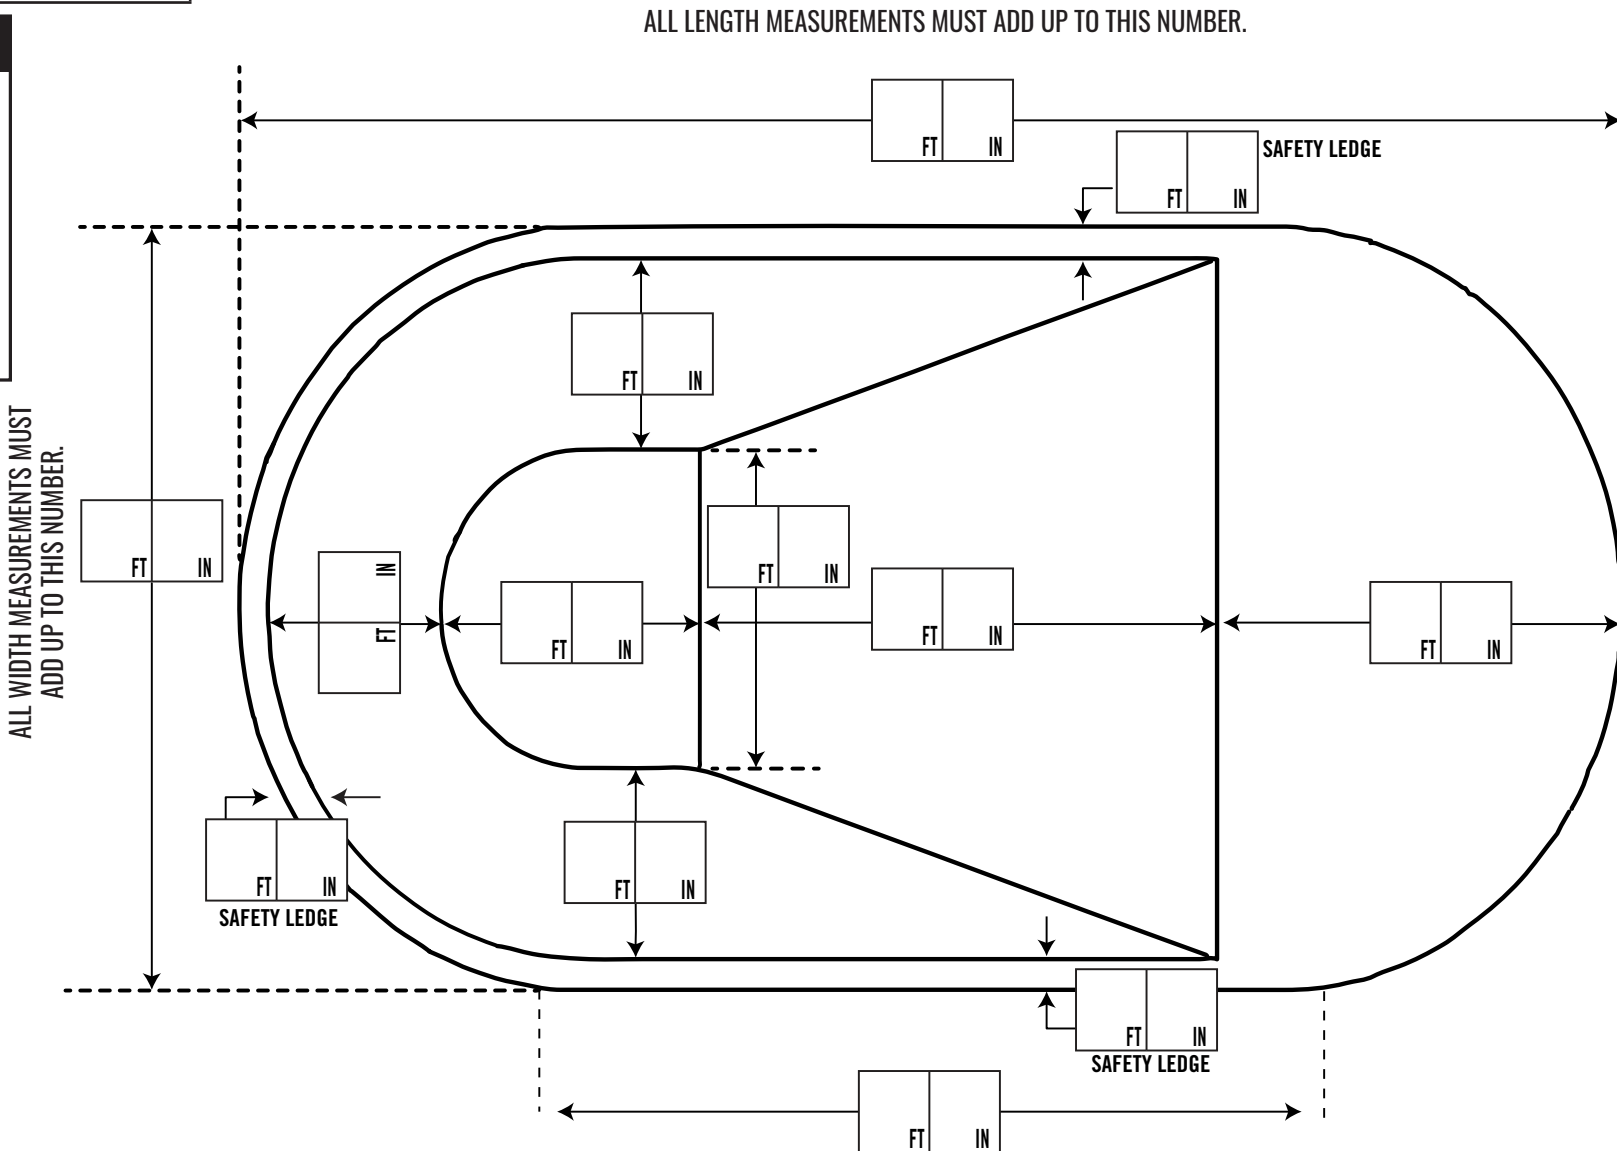 ALL LENGTH MEASUREMENTS MUST ADD UP TO THIS NUMBER.
FT IN
FT IN SAFETY LEDGE
FT IN
ALL WIDTH MEASUREMENTS MUST
ADD UP TO THIS NUMBER.
FT IN
FT IN
FT IN
FT IN
FT IN
FT IN
FT IN
SAFETY LEDGE
FT IN
FT IN
SAFETY LEDGE
FT IN